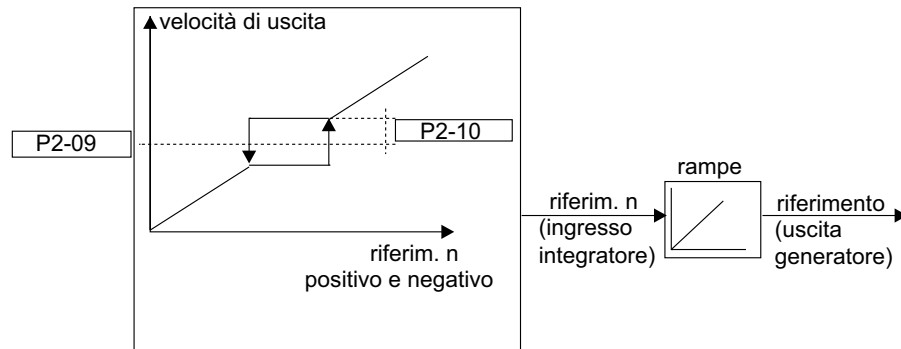 velocità di uscita
P2-09
P2-10
riferim. n
positivo e negativo
riferim. n
(ingresso
integratore)
rampe
riferimento
(uscita
generatore)